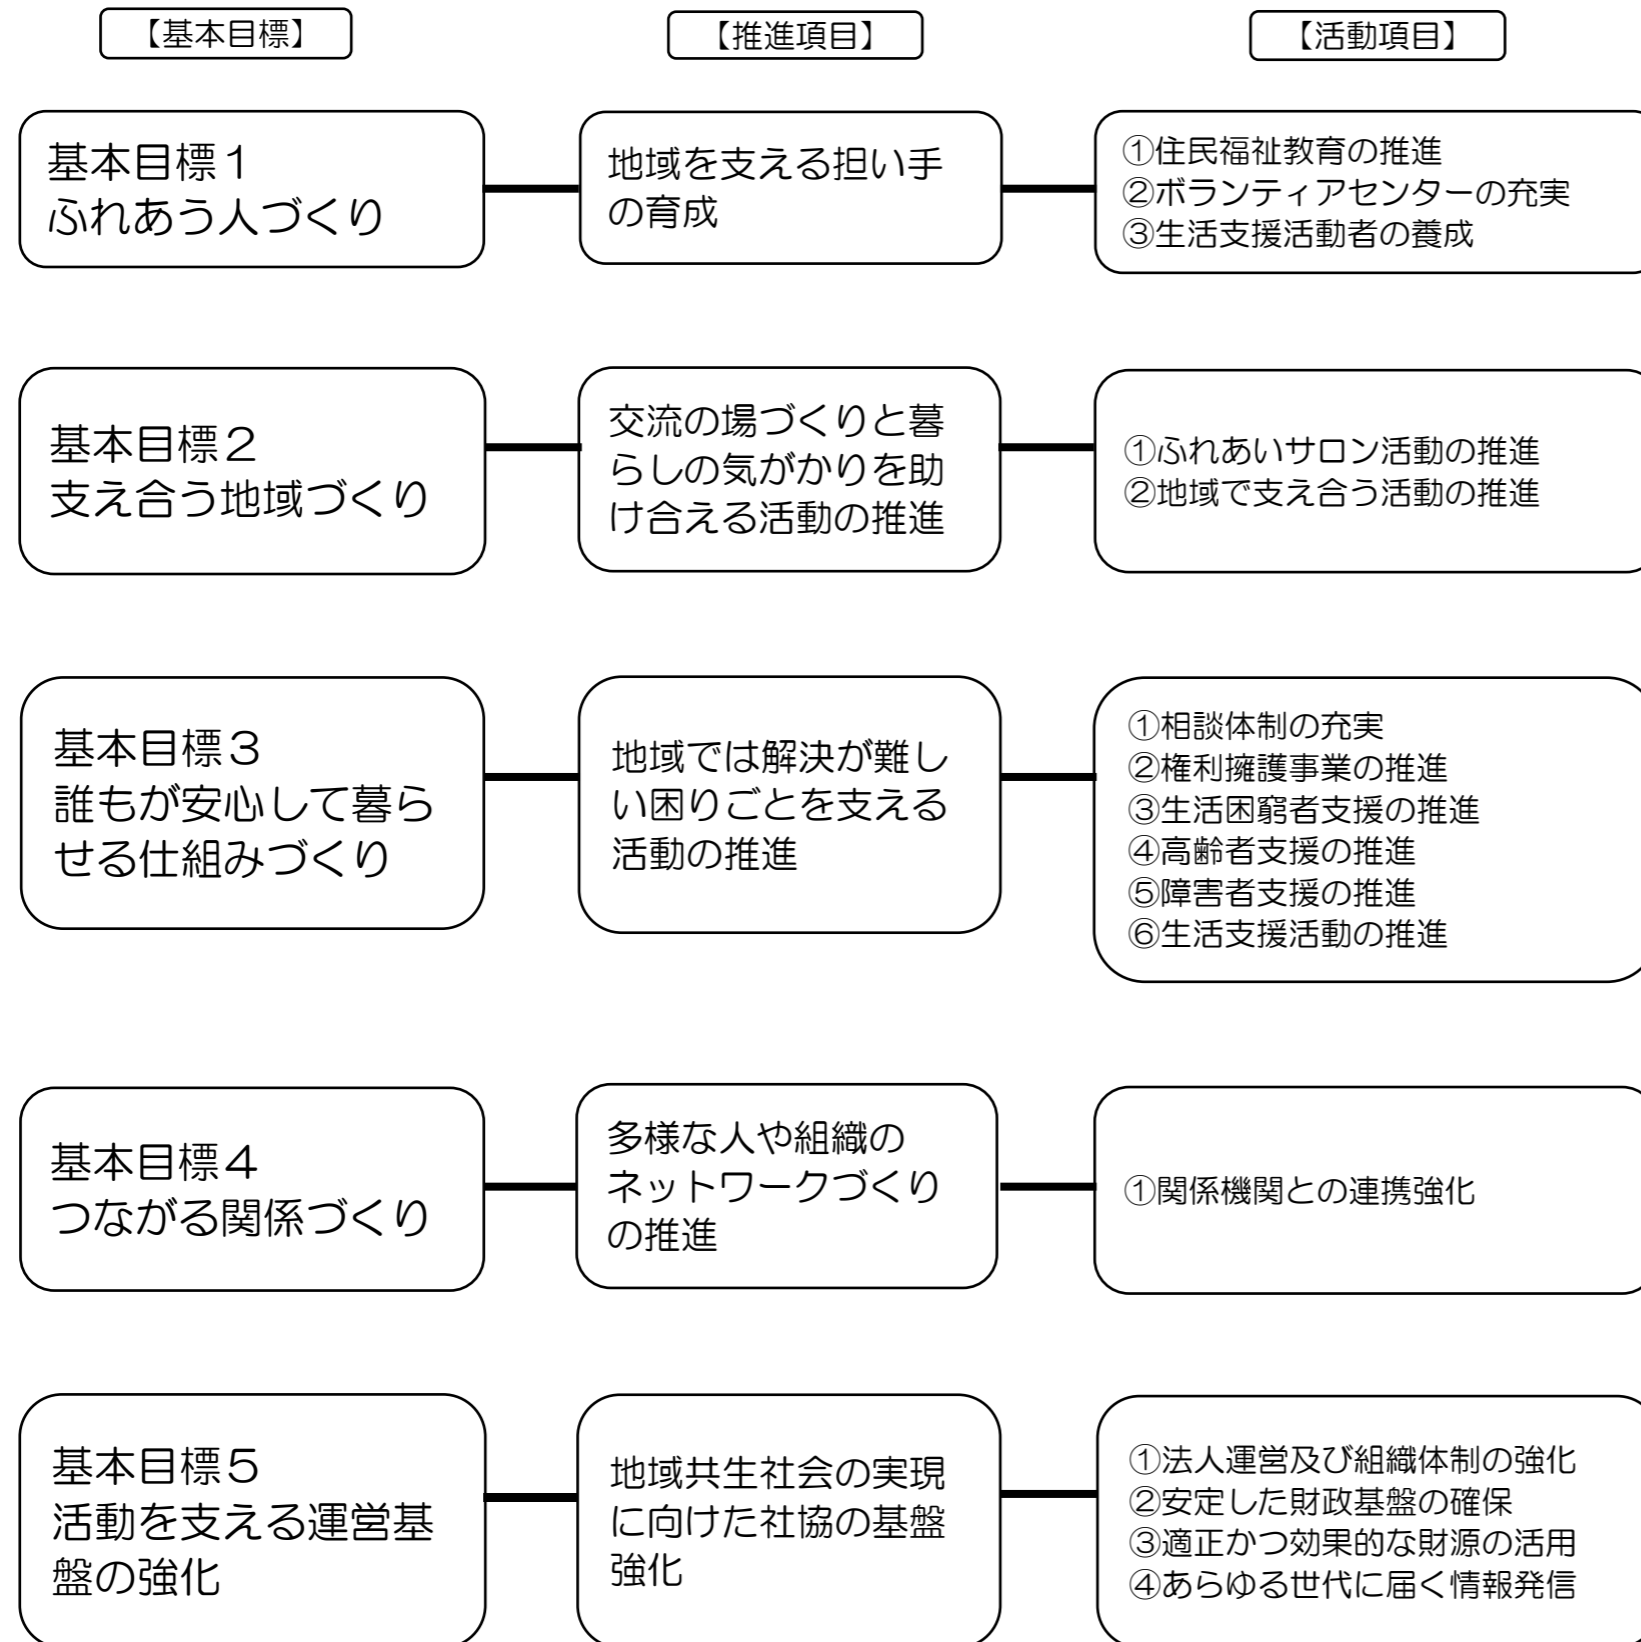 【基本目標】
【推進項目】
【活動項目】
基本目標１
ふれあう人づくり
地域を支える担い手
の育成
①住民福祉教育の推進
②ボランティアセンターの充実
③生活支援活動者の養成
基本目標２
支え合う地域づくり
交流の場づくりと暮
らしの気がかりを助
け合える活動の推進
①ふれあいサロン活動の推進
②地域で支え合う活動の推進
基本目標３
誰もが安心して暮ら
せる仕組みづくり
地域では解決が難し
い困りごとを支える
活動の推進
①相談体制の充実
②権利擁護事業の推進
③生活困窮者支援の推進
④高齢者支援の推進
⑤障害者支援の推進
⑥生活支援活動の推進
基本目標４
つながる関係づくり
多様な人や組織の
ネットワークづくり
の推進
①関係機関との連携強化
基本目標５
活動を支える運営基
盤の強化
地域共生社会の実現
に向けた社協の基盤
強化
①法人運営及び組織体制の強化
②安定した財政基盤の確保
③適正かつ効果的な財源の活用
④あらゆる世代に届く情報発信